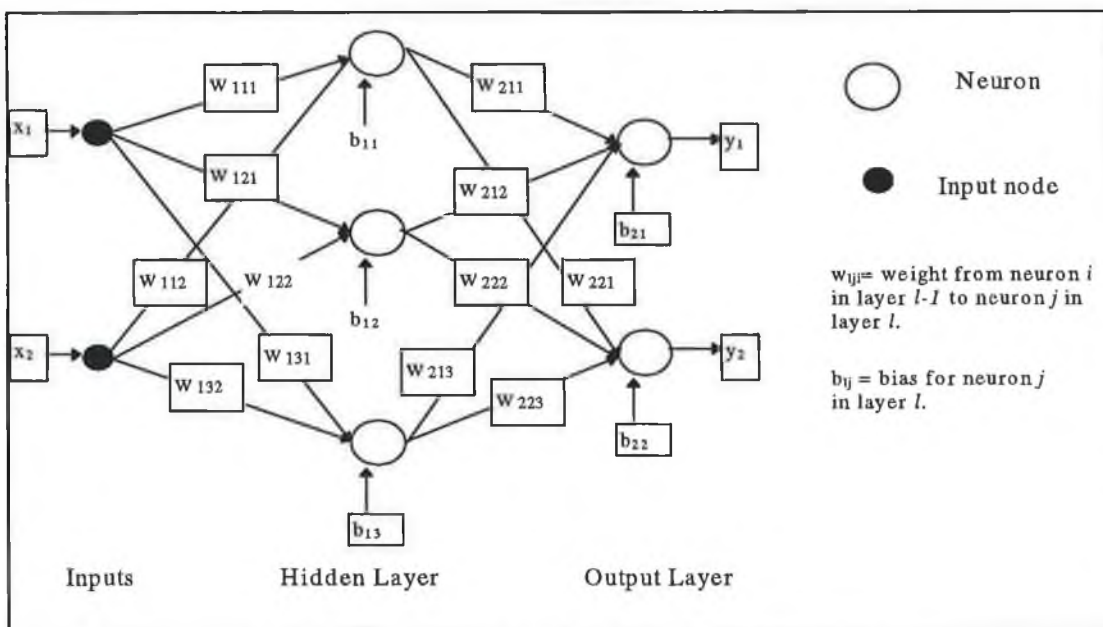 W 111
W 211
Neuron
x₁
b₁₁
y₁
W 121
W 212
Input node
b₂₁
W 112
W 122
W 222
W 221
wₗⱼᵢ= weight from neuron i
in layer l-1 to neuron j in
layer l.
b₁₂
x₂
W 131
W 213
y₂
W 132
W 223
bₗⱼ = bias for neuron j
in layer l.
b₂₂
b₁₃
Inputs
Hidden Layer
Output Layer